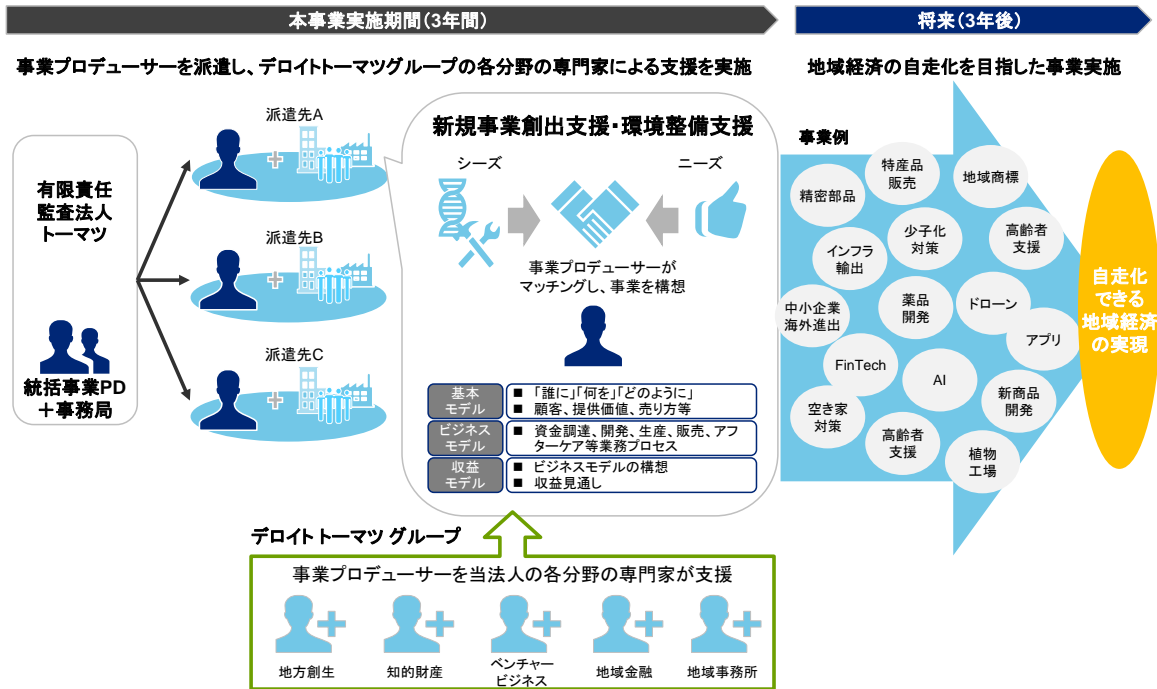 本事業実施期間(3年間)
将来(3年後)
事業プロデューサーを派遣し、デロイトトーマツグループの各分野の専門家による支援を実施
地域経済の自走化を目指した事業実施
有限責任
監査法人
トーマツ
統括事業PD
＋事務局
派遣先A
派遣先B
派遣先C
新規事業創出支援・環境整備支援
シーズ
ニーズ
事業プロデューサーが
マッチングし、事業を構想
基本
モデル
■ 「誰に」「何を」「どのように」
■ 顧客、提供価値、売り方等
ビジネス
モデル
■ 資金調達、開発、生産、販売、アフ
ターケア等業務プロセス
収益
モデル
■ ビジネスモデルの構想
■ 収益見通し
デロイト トーマツ グループ
事業プロデューサーを当法人の各分野の専門家が支援
地方創生
知的財産
ベンチャー
ビジネス
地域金融
地域事務所
事業例
精密部品
特産品
販売
地域商標
インフラ
輸出
少子化
対策
高齢者
支援
中小企業
海外進出
薬品
開発
ドローン
アプリ
FinTech
AI
新商品
開発
空き家
対策
高齢者
支援
植物
工場
自走化
できる
地域経済
の実現